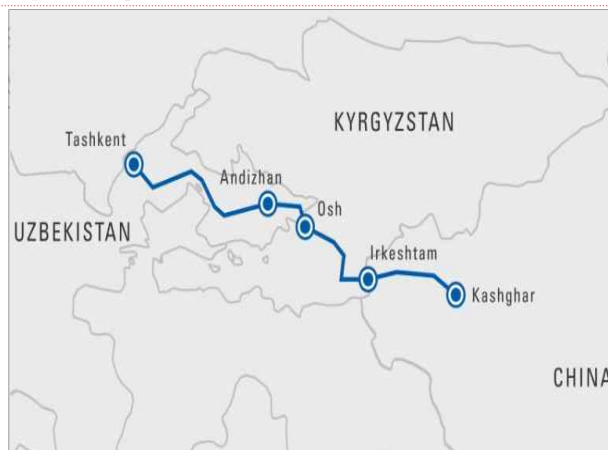 KYRGYZSTAN
Tashkent
Andizhan
Osh
UZBEKISTAN
Irkeshtam
Kashghar
CHINA